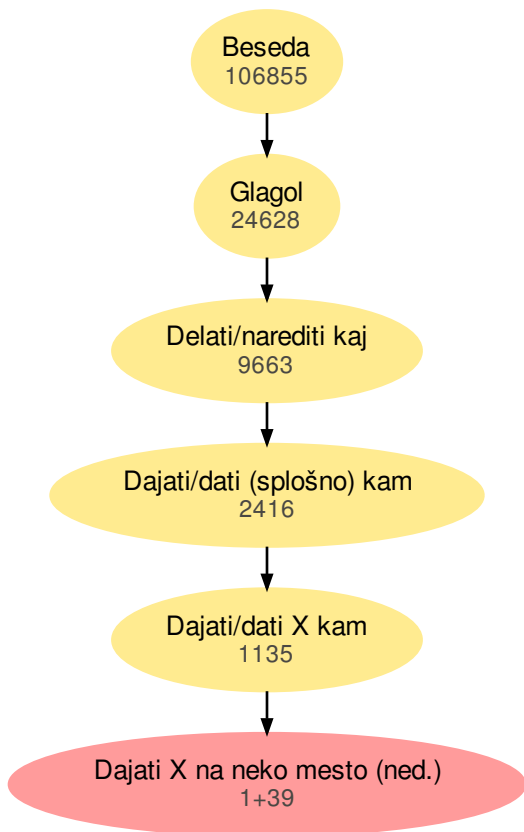 Beseda
106855
Glagol
24628
Delati/narediti kaj
9663
Dajati/dati (splošno) kam
2416
Dajati/dati X kam
1135
Dajati X na neko mesto (ned.)
1+39